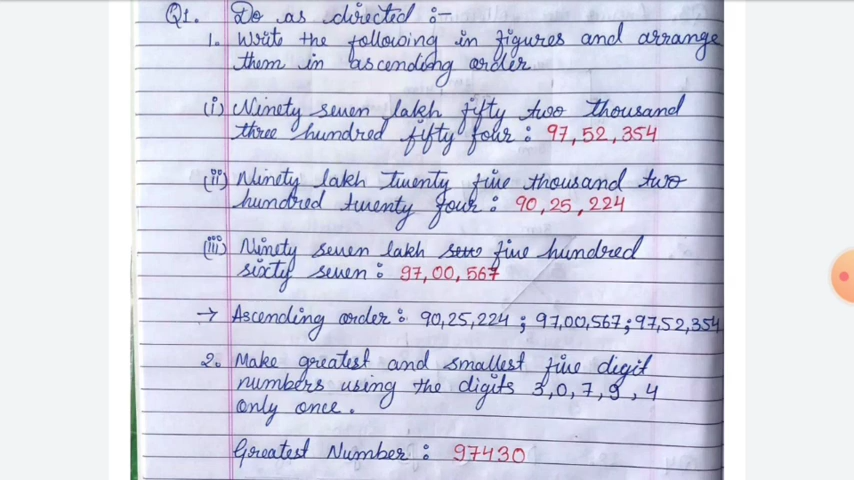 Q1. Do as directed :-
1. Write the following in figures and arrange
them in ascending order
(i) Ninety seven lakh fifty two thousand
three hundred fifty four : 97,52,354
(ii) Ninety lakh twenty five thousand two
hundred twenty four : 90,25,224
(iii) Ninety seven lakh five hundred
sixty seven : 97,00,567
→ Ascending order : 90,25,224 ; 97,00,567 ; 97,52,354
2. Make greatest and smallest five digit
numbers using the digits 3,0,7,9,4
only once.
Greatest Number : 97430